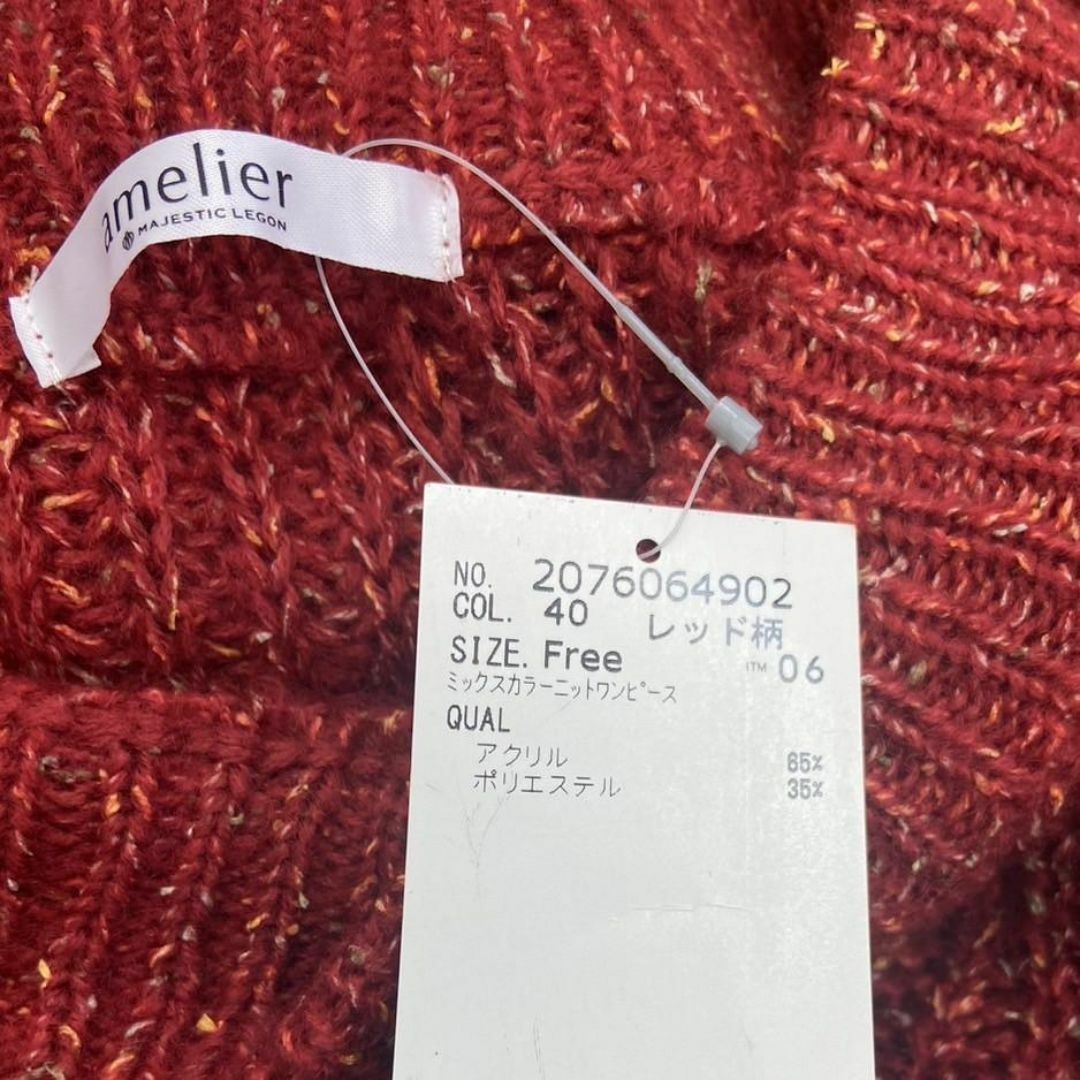 amelier
MAJESTIC LEGON
NO. 2076064902
COL. 40 レッド柄
SIZE. Free ITM 06
ミックスカラーニットワンピース
QUAL
アクリル 65%
ポリエステル 35%